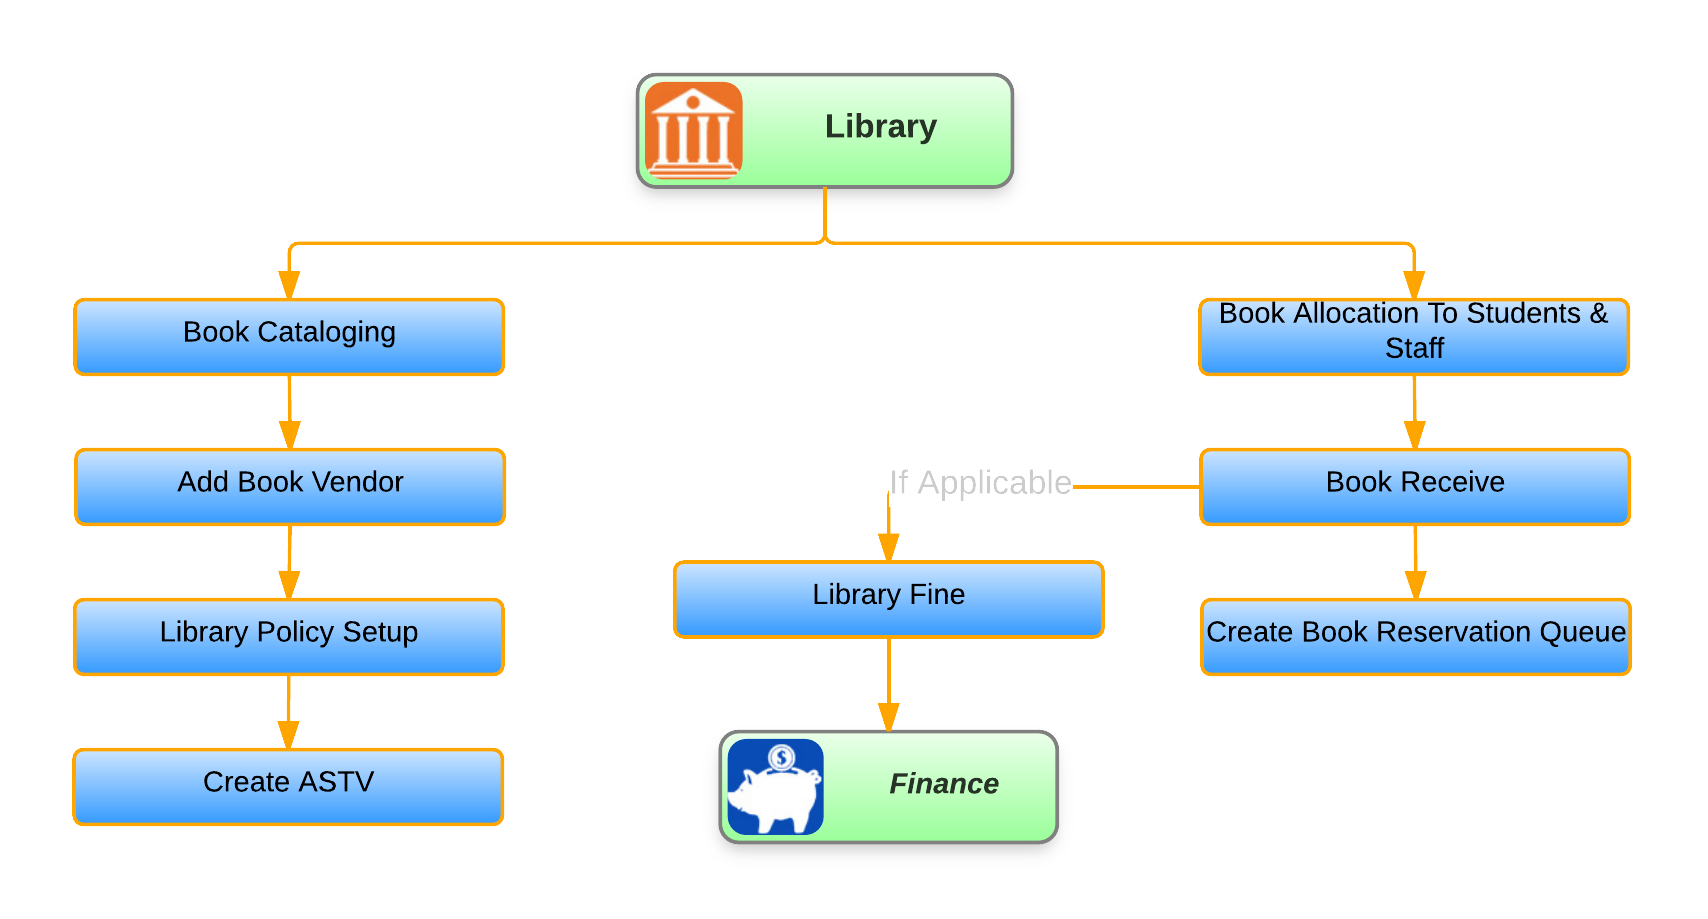 Library
Book Cataloging
Book Allocation To Students &
Staff
Add Book Vendor
If Applicable
Book Receive
Library Fine
Library Policy Setup
Create Book Reservation Queue
Create ASTV
Finance